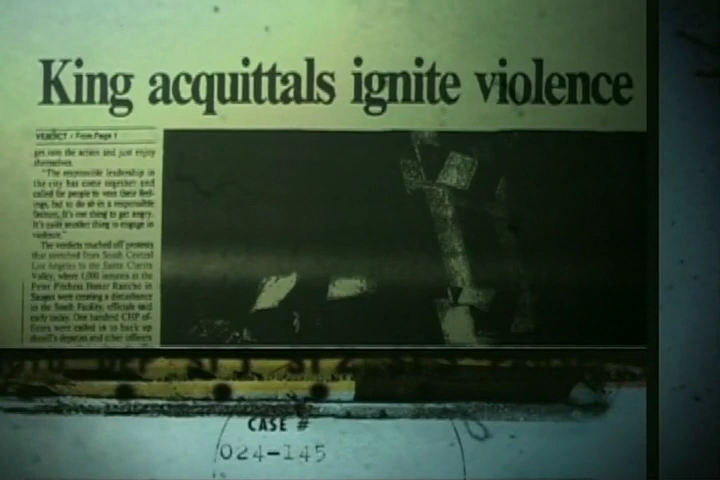 King acquittals ignite violence
VERDICT / From Page 1
get into the action and just enjoy
themselves.
"The responsible leadership in
the city has come together and
called for people to vent their feel-
ings, but to do so in a responsible
fashion. It's one thing to get angry.
It's quite another thing to engage in
violence."
The verdicts touched off protests
that stretched from South Central
Los Angeles to the Santa Clarita
Valley, where 1,000 inmates at the
Peter Pitchess Honor Rancho in
Saugus were creating a disturbance
in the South Facility, officials said
early today. One hundred CHP of-
ficers were called in to back up
sheriff's deputies and other officers
CASE #
024-145